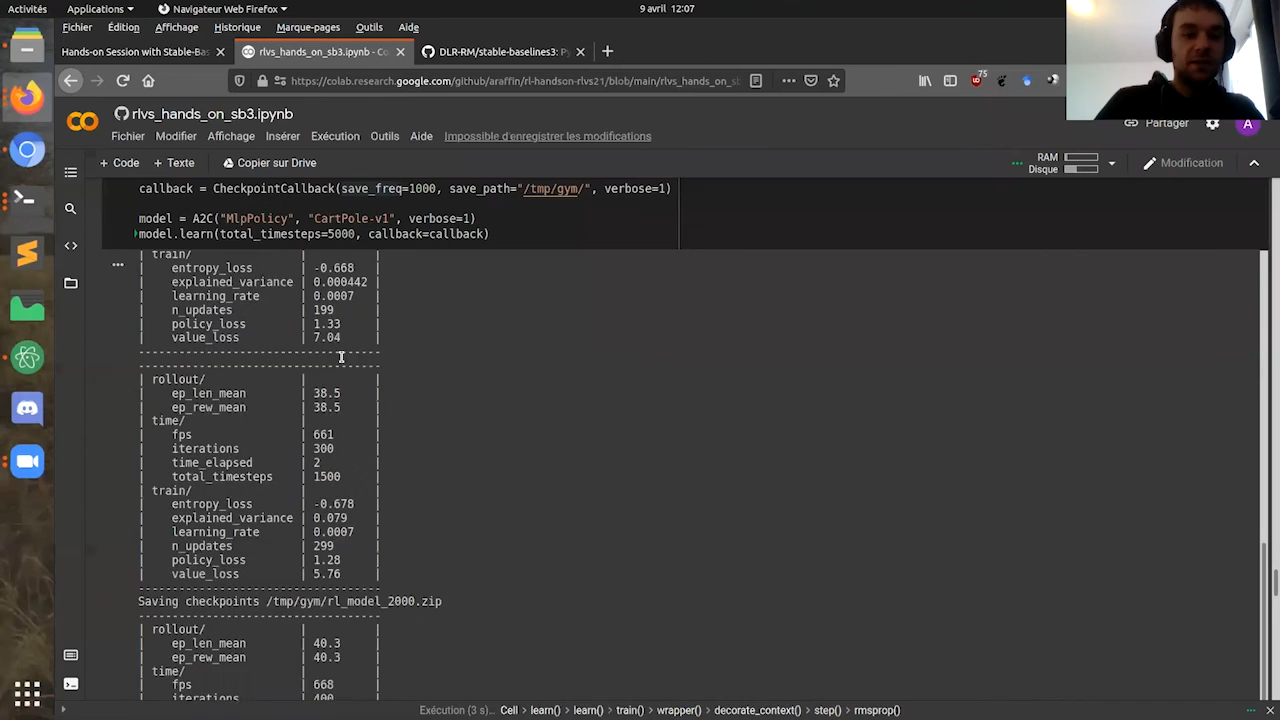 Activités
Applications
Navigateur Web Firefox
9 avril 12:07
Fichier Édition Affichage Historique Marque-pages Outils Aide
Hands-on Session with Stable-Bas
rlvs_hands_on_sb3.ipynb - Co
DLR-RM/stable-baselines3: Py
https://colab.research.google.com/github/araffin/rl-handson-rlvs21/blob/main/rlvs_hands_on_sb
75
rlvs_hands_on_sb3.ipynb
Partager
A
Fichier Modifier Affichage Insérer Exécution Outils Aide Impossible d'enregistrer les modifications
+ Code + Texte Copier sur Drive
RAM
Disque
Modification
callback = CheckpointCallback(save_freq=1000, save_path="/tmp/gym/", verbose=1)
model = A2C("MlpPolicy", "CartPole-v1", verbose=1)
model.learn(total_timesteps=5000, callback=callback)
| train/ | |
| entropy_loss | -0.668 |
| explained_variance | 0.000442 |
| learning_rate | 0.0007 |
| n_updates | 199 |
| policy_loss | 1.33 |
| value_loss | 7.04 |
------------------------------------
------------------------------------
| rollout/ | |
| ep_len_mean | 38.5 |
| ep_rew_mean | 38.5 |
| time/ | |
| fps | 661 |
| iterations | 300 |
| time_elapsed | 2 |
| total_timesteps | 1500 |
| train/ | |
| entropy_loss | -0.678 |
| explained_variance | 0.079 |
| learning_rate | 0.0007 |
| n_updates | 299 |
| policy_loss | 1.28 |
| value_loss | 5.76 |
------------------------------------
Saving checkpoints /tmp/gym/rl_model_2000.zip
------------------------------------
| rollout/ | |
| ep_len_mean | 40.3 |
| ep_rew_mean | 40.3 |
| time/ | |
| fps | 668 |
| iterations | 400 |
Exécution (3 s) Cell > learn() > learn() > train() > wrapper() > decorate_context() > step() > rmsprop()